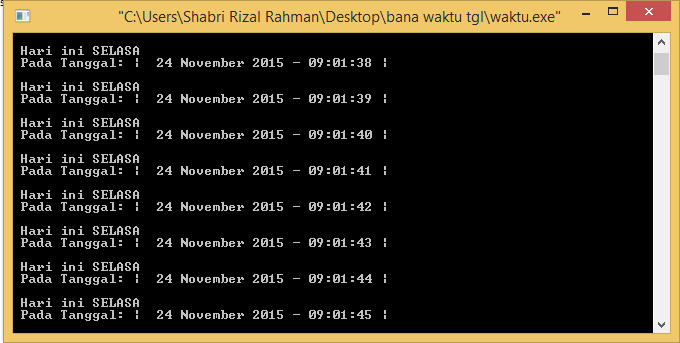 "C:\Users\Shabri Rizal Rahman\Desktop\bana waktu tgl\waktu.exe"
Hari ini SELASA
Pada Tanggal: ¦  24 November 2015 - 09:01:38 ¦
Hari ini SELASA
Pada Tanggal: ¦  24 November 2015 - 09:01:39 ¦
Hari ini SELASA
Pada Tanggal: ¦  24 November 2015 - 09:01:40 ¦
Hari ini SELASA
Pada Tanggal: ¦  24 November 2015 - 09:01:41 ¦
Hari ini SELASA
Pada Tanggal: ¦  24 November 2015 - 09:01:42 ¦
Hari ini SELASA
Pada Tanggal: ¦  24 November 2015 - 09:01:43 ¦
Hari ini SELASA
Pada Tanggal: ¦  24 November 2015 - 09:01:44 ¦
Hari ini SELASA
Pada Tanggal: ¦  24 November 2015 - 09:01:45 ¦